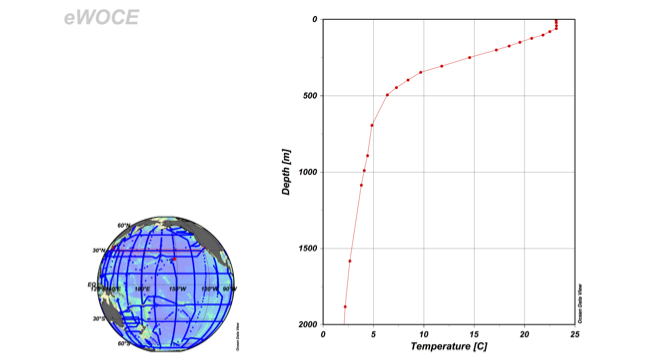 eWOCE
0
500
1000
1500
2000
Depth [m]
0 5 10 15 20 25
Temperature [C]
Ocean Data View
60°N
30°N
EQ
180°E 150°W 90°W
30°S
60°S
Ocean Data View